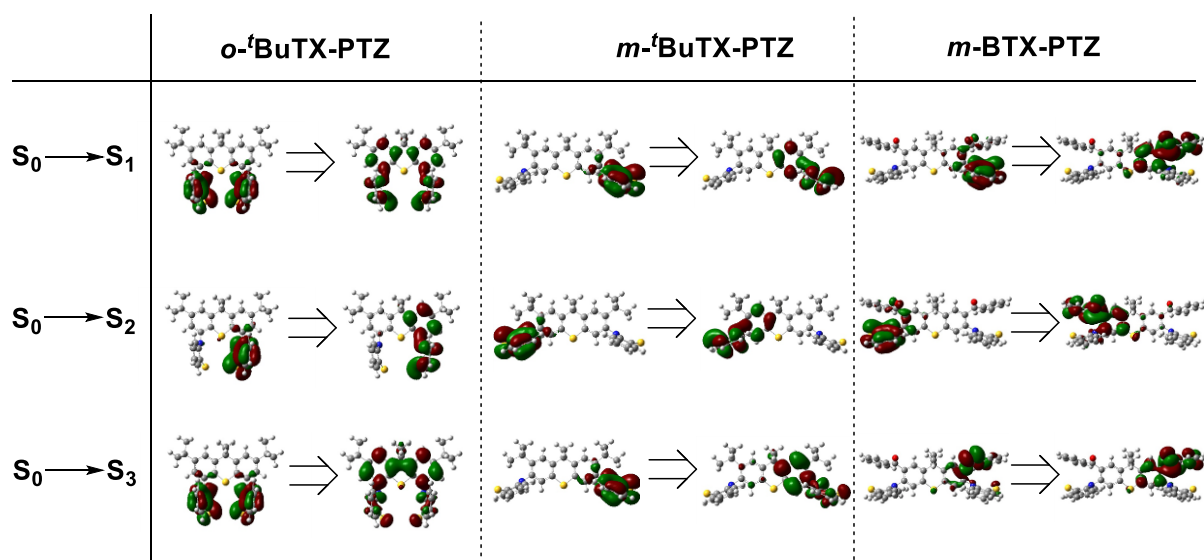 o-ᵗBuTX-PTZ m-ᵗBuTX-PTZ m-BTX-PTZ
S₀ S₁
S₀ S₂
S₀ S₃